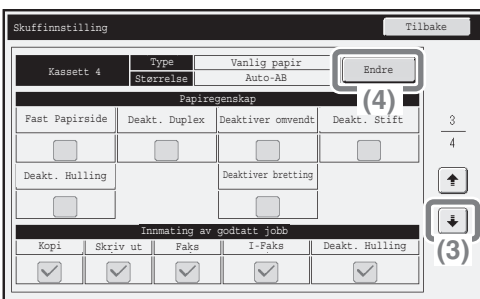 Skuffinnstilling
Tilbake
Kassett 4
Type
Vanlig papir
Størrelse
Auto-AB
Endre
(4)
Papiregenskap
Fast Papirside
Deakt. Duplex
Deaktiver omvendt
Deakt. Stift
Deakt. Hulling
Deaktiver bretting
3
4
(3)
Innmating av godtatt jobb
Kopi
Skriv ut
Faks
I-Faks
Deakt. Hulling